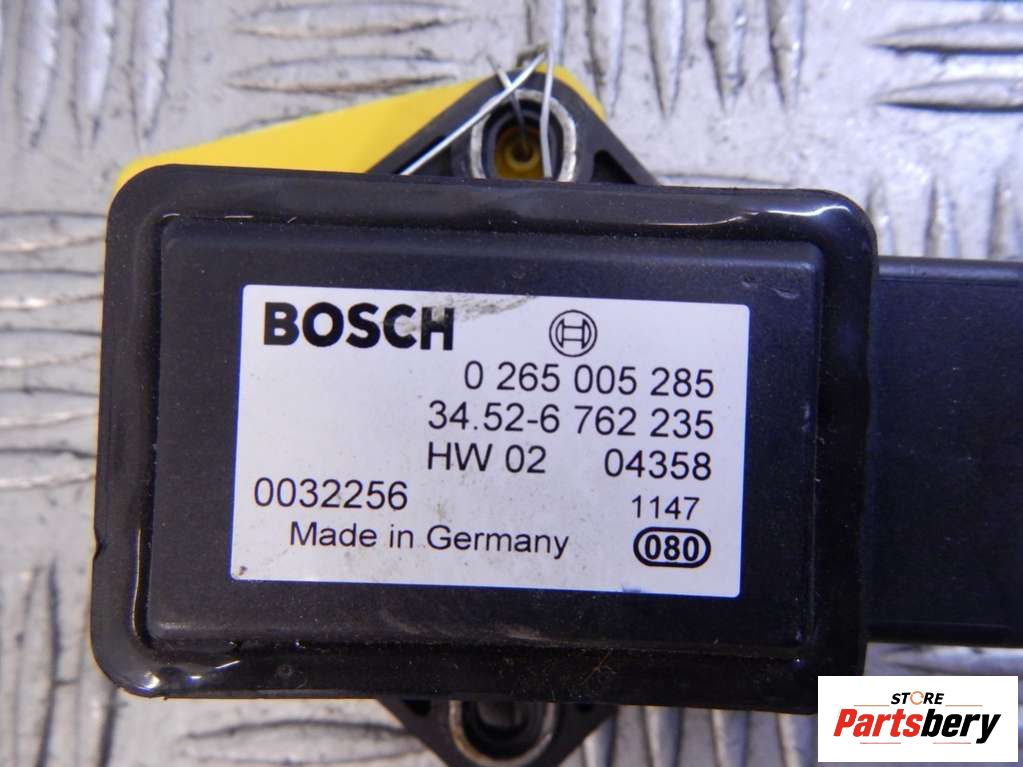 BOSCH
0 265 005 285
34.52-6 762 235
HW 02 04358
0032256 1147
Made in Germany 080
STORE
Partsbery